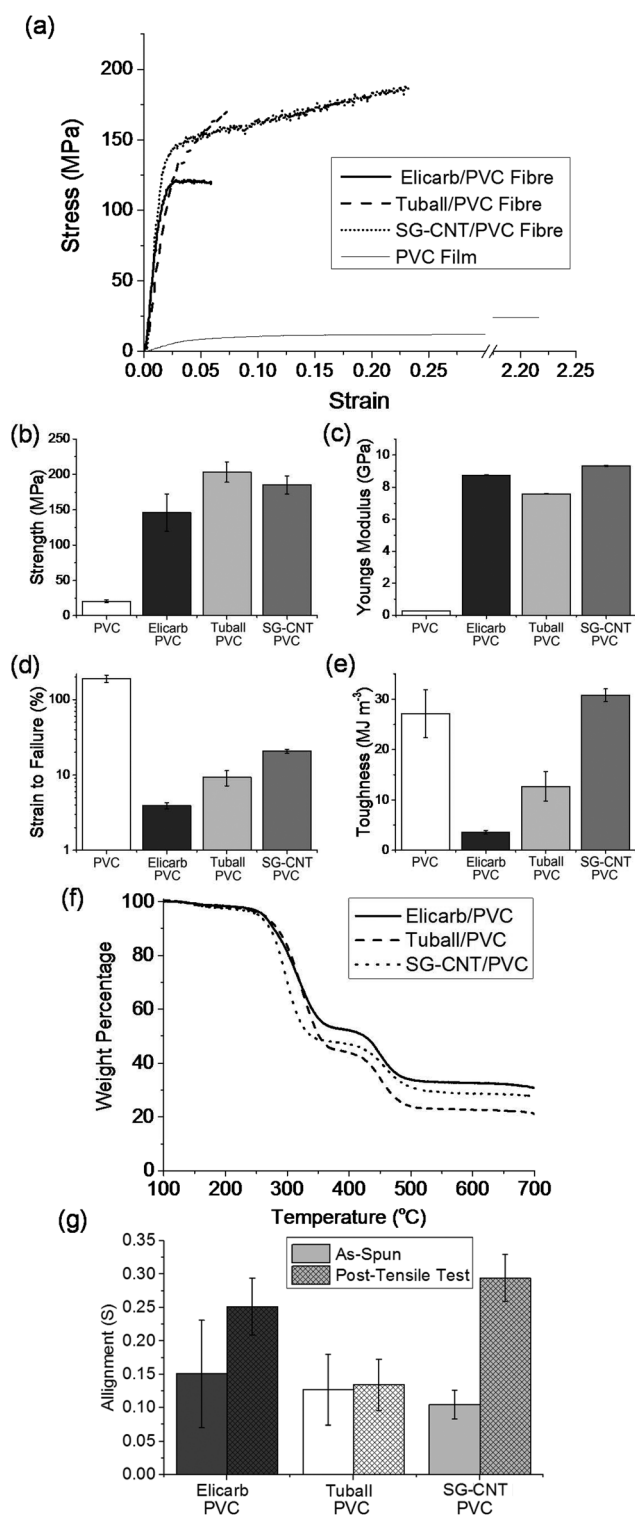 (a)
200
150
100
50
0
Stress (MPa)
Elicarb/PVC Fibre
Tuball/PVC Fibre
SG-CNT/PVC Fibre
PVC Film
0.00 0.05 0.10 0.15 0.20 0.25 2.20 2.25
Strain
(b)
250
200
150
100
50
0
Strength (MPa)
PVC Elicarb PVC Tuball PVC SG-CNT PVC
(c)
10
8
6
4
2
0
Youngs Modulus (GPa)
PVC Elicarb PVC Tuball PVC SG-CNT PVC
(d)
100
10
1
Strain to Failure (%)
PVC Elicarb PVC Tuball PVC SG-CNT PVC
(e)
30
20
10
0
Toughness (MJ m⁻³)
PVC Elicarb PVC Tuball PVC SG-CNT PVC
(f)
100
80
60
40
20
0
Weight Percentage
Elicarb/PVC
Tuball/PVC
SG-CNT/PVC
100 200 300 400 500 600 700
Temperature (ºC)
(g)
0.35
0.30
0.25
0.20
0.15
0.10
0.05
0.00
Allignment (S)
As-Spun
Post-Tensile Test
Elicarb PVC Tuball PVC SG-CNT PVC